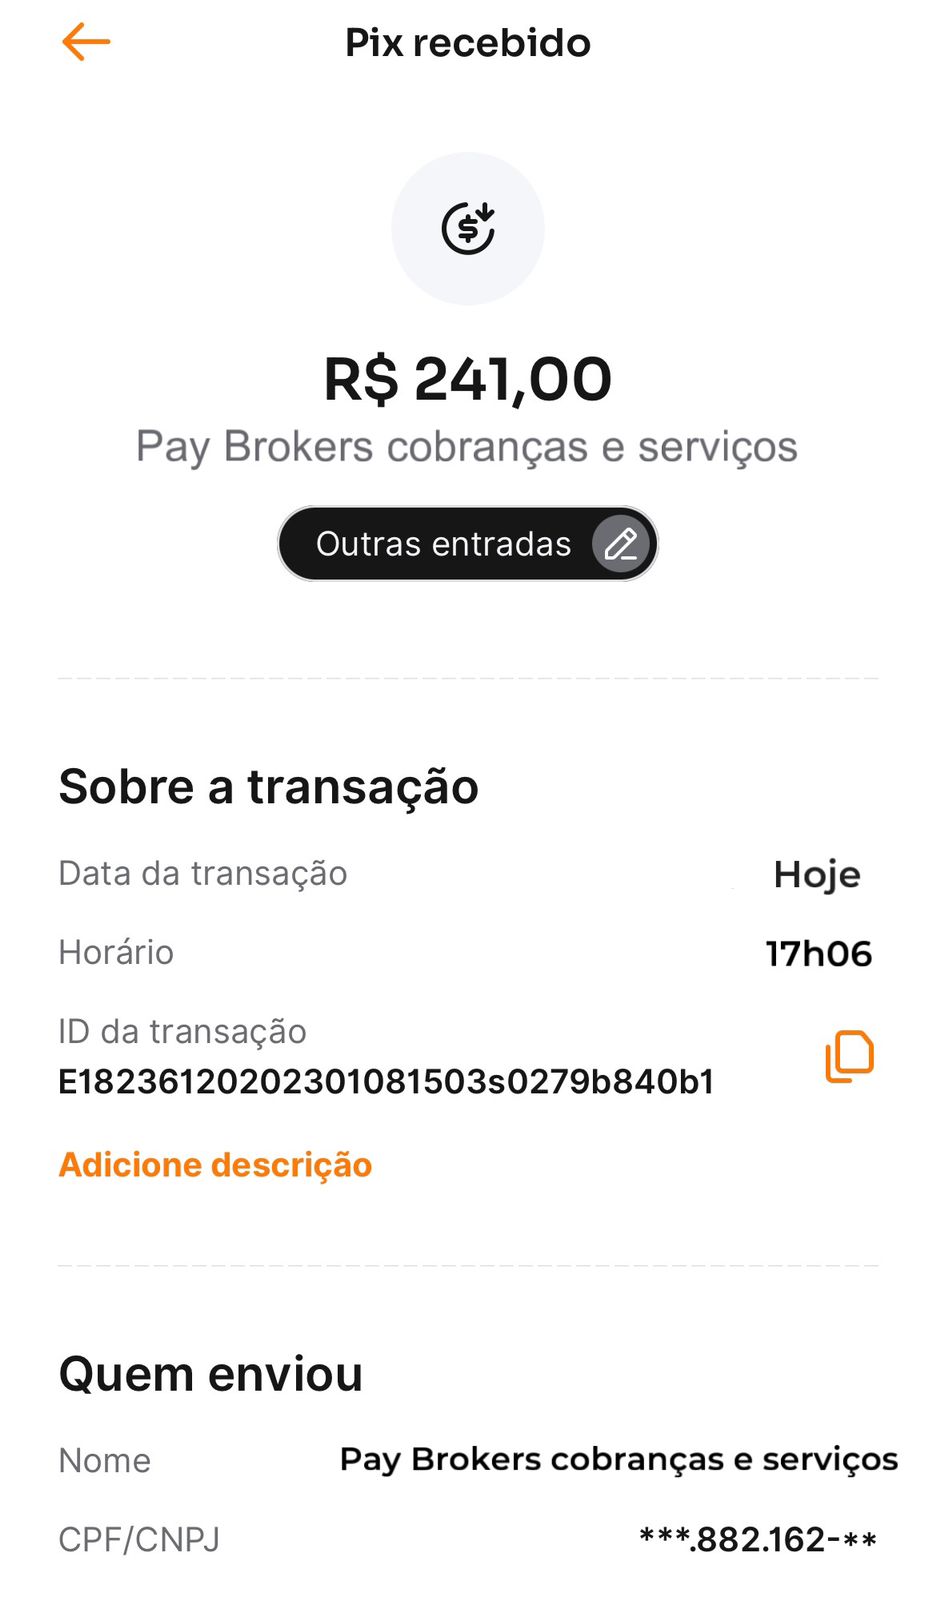 Pix recebido
R$ 241,00
Pay Brokers cobranças e serviços
Outras entradas
Sobre a transação
Data da transação Hoje
Horário 17h06
ID da transação
E18236120202301081503s0279b840b1
Adicione descrição
Quem enviou
Nome Pay Brokers cobranças e serviços
CPF/CNPJ ***.882.162-**